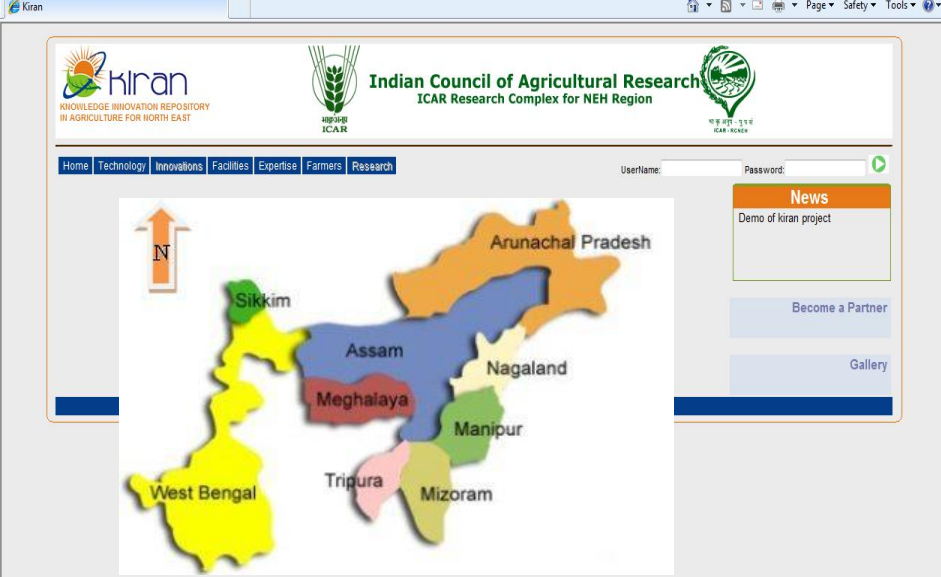 Kiran
Page Safety Tools
kiran
KNOWLEDGE INNOVATION REPOSITORY
IN AGRICULTURE FOR NORTH EAST
भाकृअनुप
ICAR
Indian Council of Agricultural Research
ICAR Research Complex for NEH Region
ICAR - RCNEH
Home Technology Innovations Facilities Expertise Farmers Research
UserName: Password:
News
Demo of kiran project
Become a Partner
Gallery
N
Arunachal Pradesh
Sikkim
Assam
Nagaland
Meghalaya
Manipur
Tripura
West Bengal
Mizoram